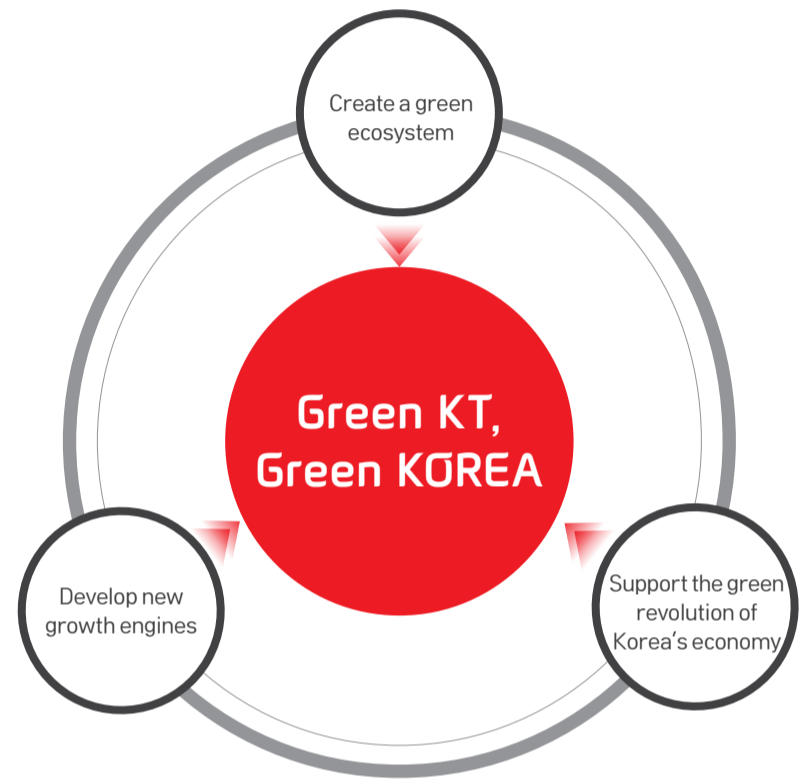 Create a green
ecosystem
Green KT,
Green KOREA
Develop new
growth engines
Support the green
revolution of
Korea's economy